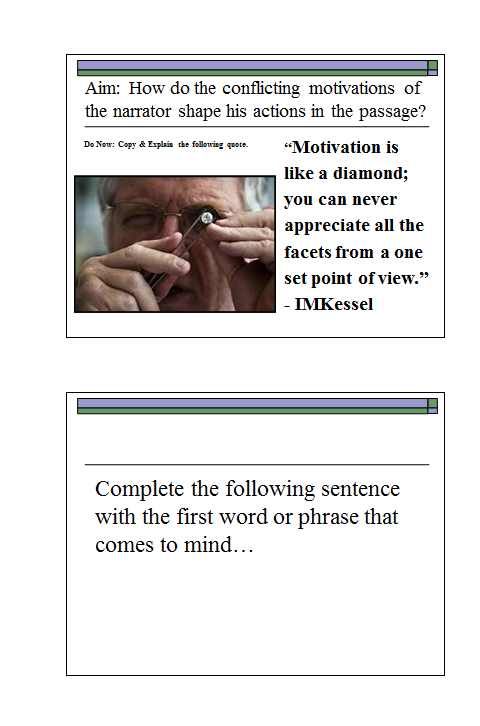 Aim: How do the conflicting motivations of
the narrator shape his actions in the passage?
Do Now: Copy & Explain the following quote.
“Motivation is
like a diamond;
you can never
appreciate all the
facets from a one
set point of view.”
- IMKessel
Complete the following sentence
with the first word or phrase that
comes to mind…